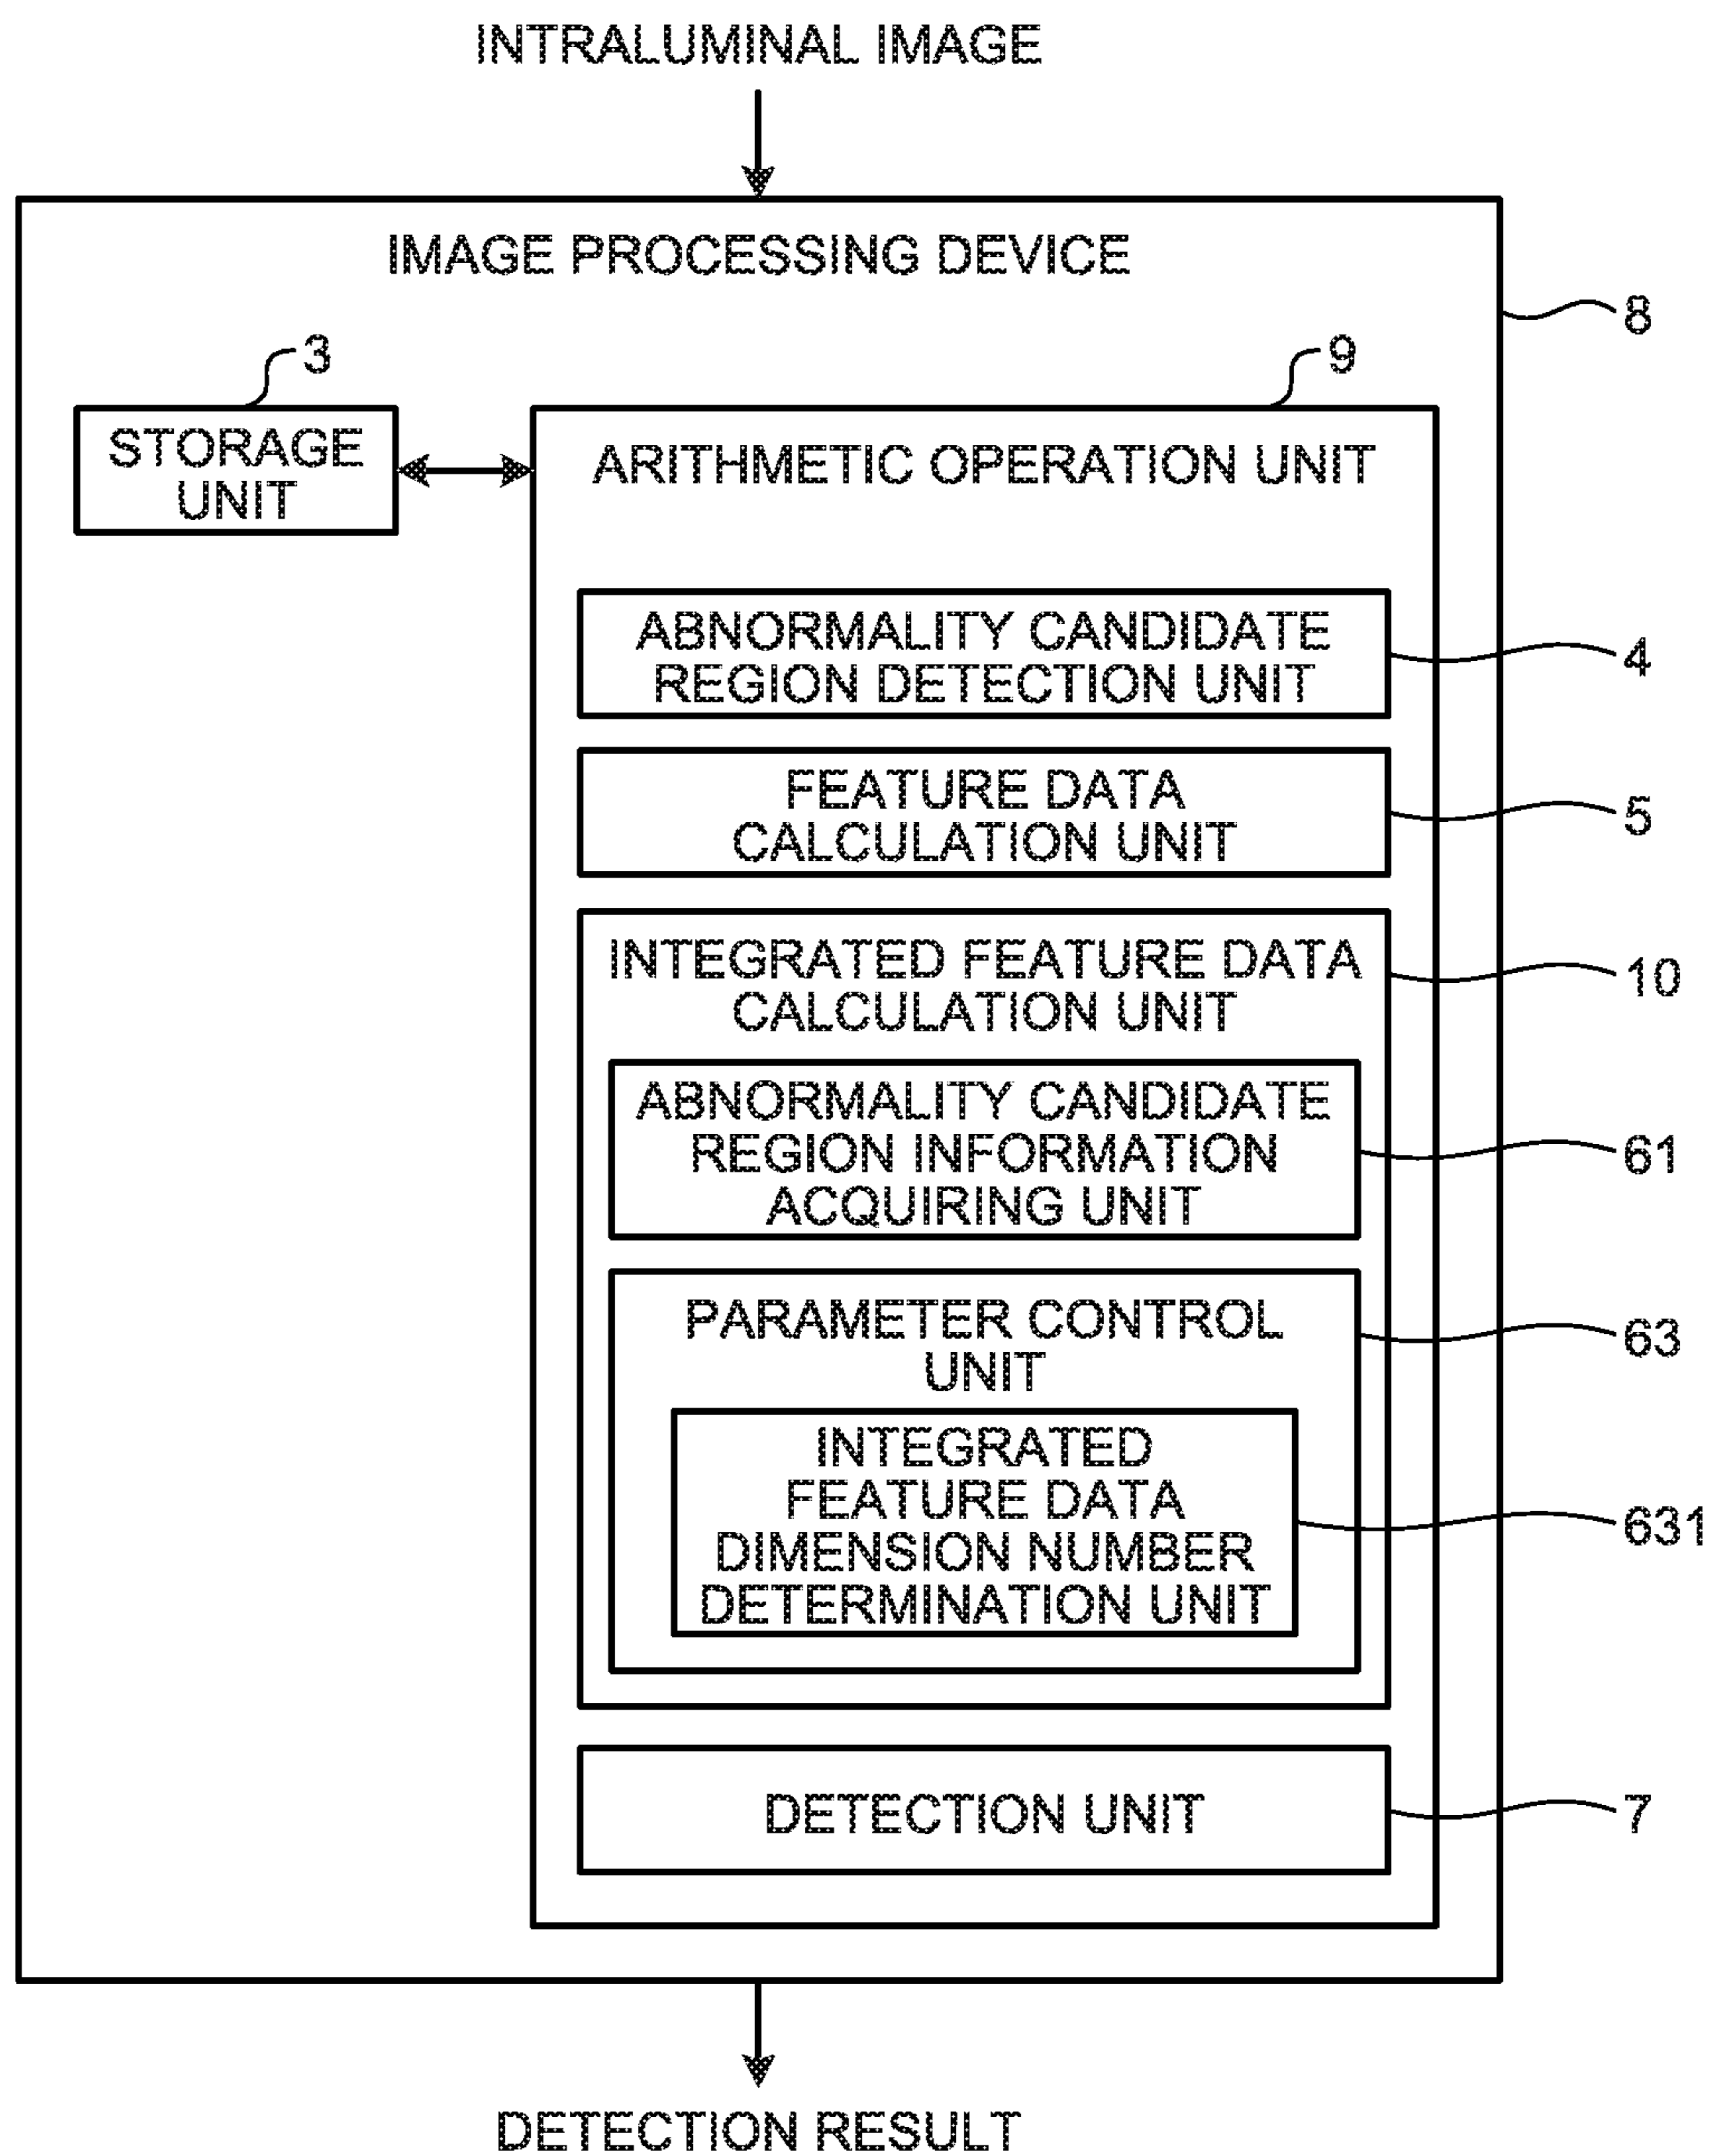 INTRALUMINAL IMAGE
IMAGE PROCESSING DEVICE
8
3
9
STORAGE
UNIT
ARITHMETIC OPERATION UNIT
ABNORMALITY CANDIDATE
REGION DETECTION UNIT
4
FEATURE DATA
CALCULATION UNIT
5
INTEGRATED FEATURE DATA
CALCULATION UNIT
10
ABNORMALITY CANDIDATE
REGION INFORMATION
ACQUIRING UNIT
61
PARAMETER CONTROL
UNIT
63
INTEGRATED
FEATURE DATA
DIMENSION NUMBER
DETERMINATION UNIT
631
DETECTION UNIT
7
DETECTION RESULT